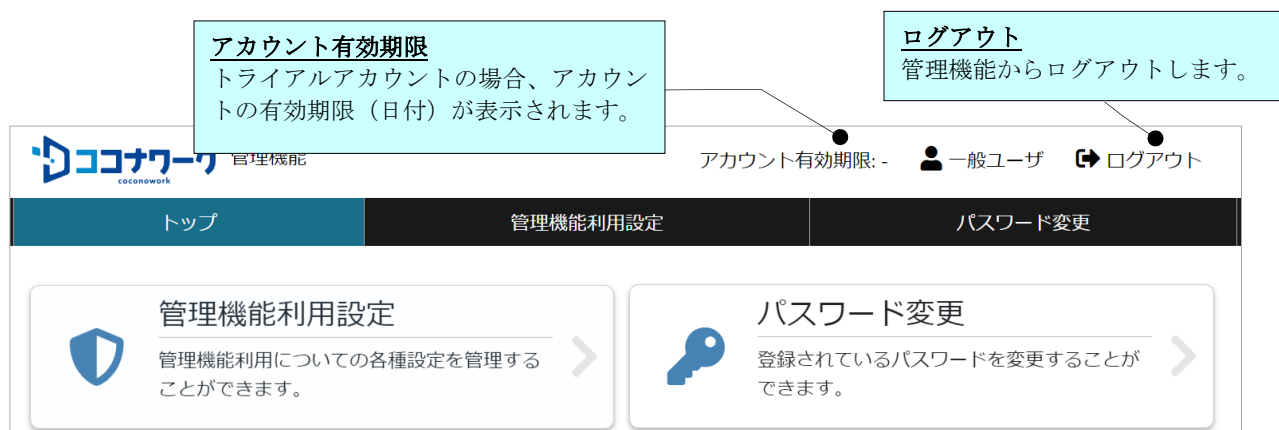 アカウント有効期限
トライアルアカウントの場合、アカウン
トの有効期限（日付）が表示されます。
ログアウト
管理機能からログアウトします。
ココナワーク
coconowork
管理機能
アカウント有効期限: -
一般ユーザ
ログアウト
トップ
管理機能利用設定
パスワード変更
管理機能利用設定
管理機能利用についての各種設定を管理する
ことができます。
パスワード変更
登録されているパスワードを変更することが
できます。